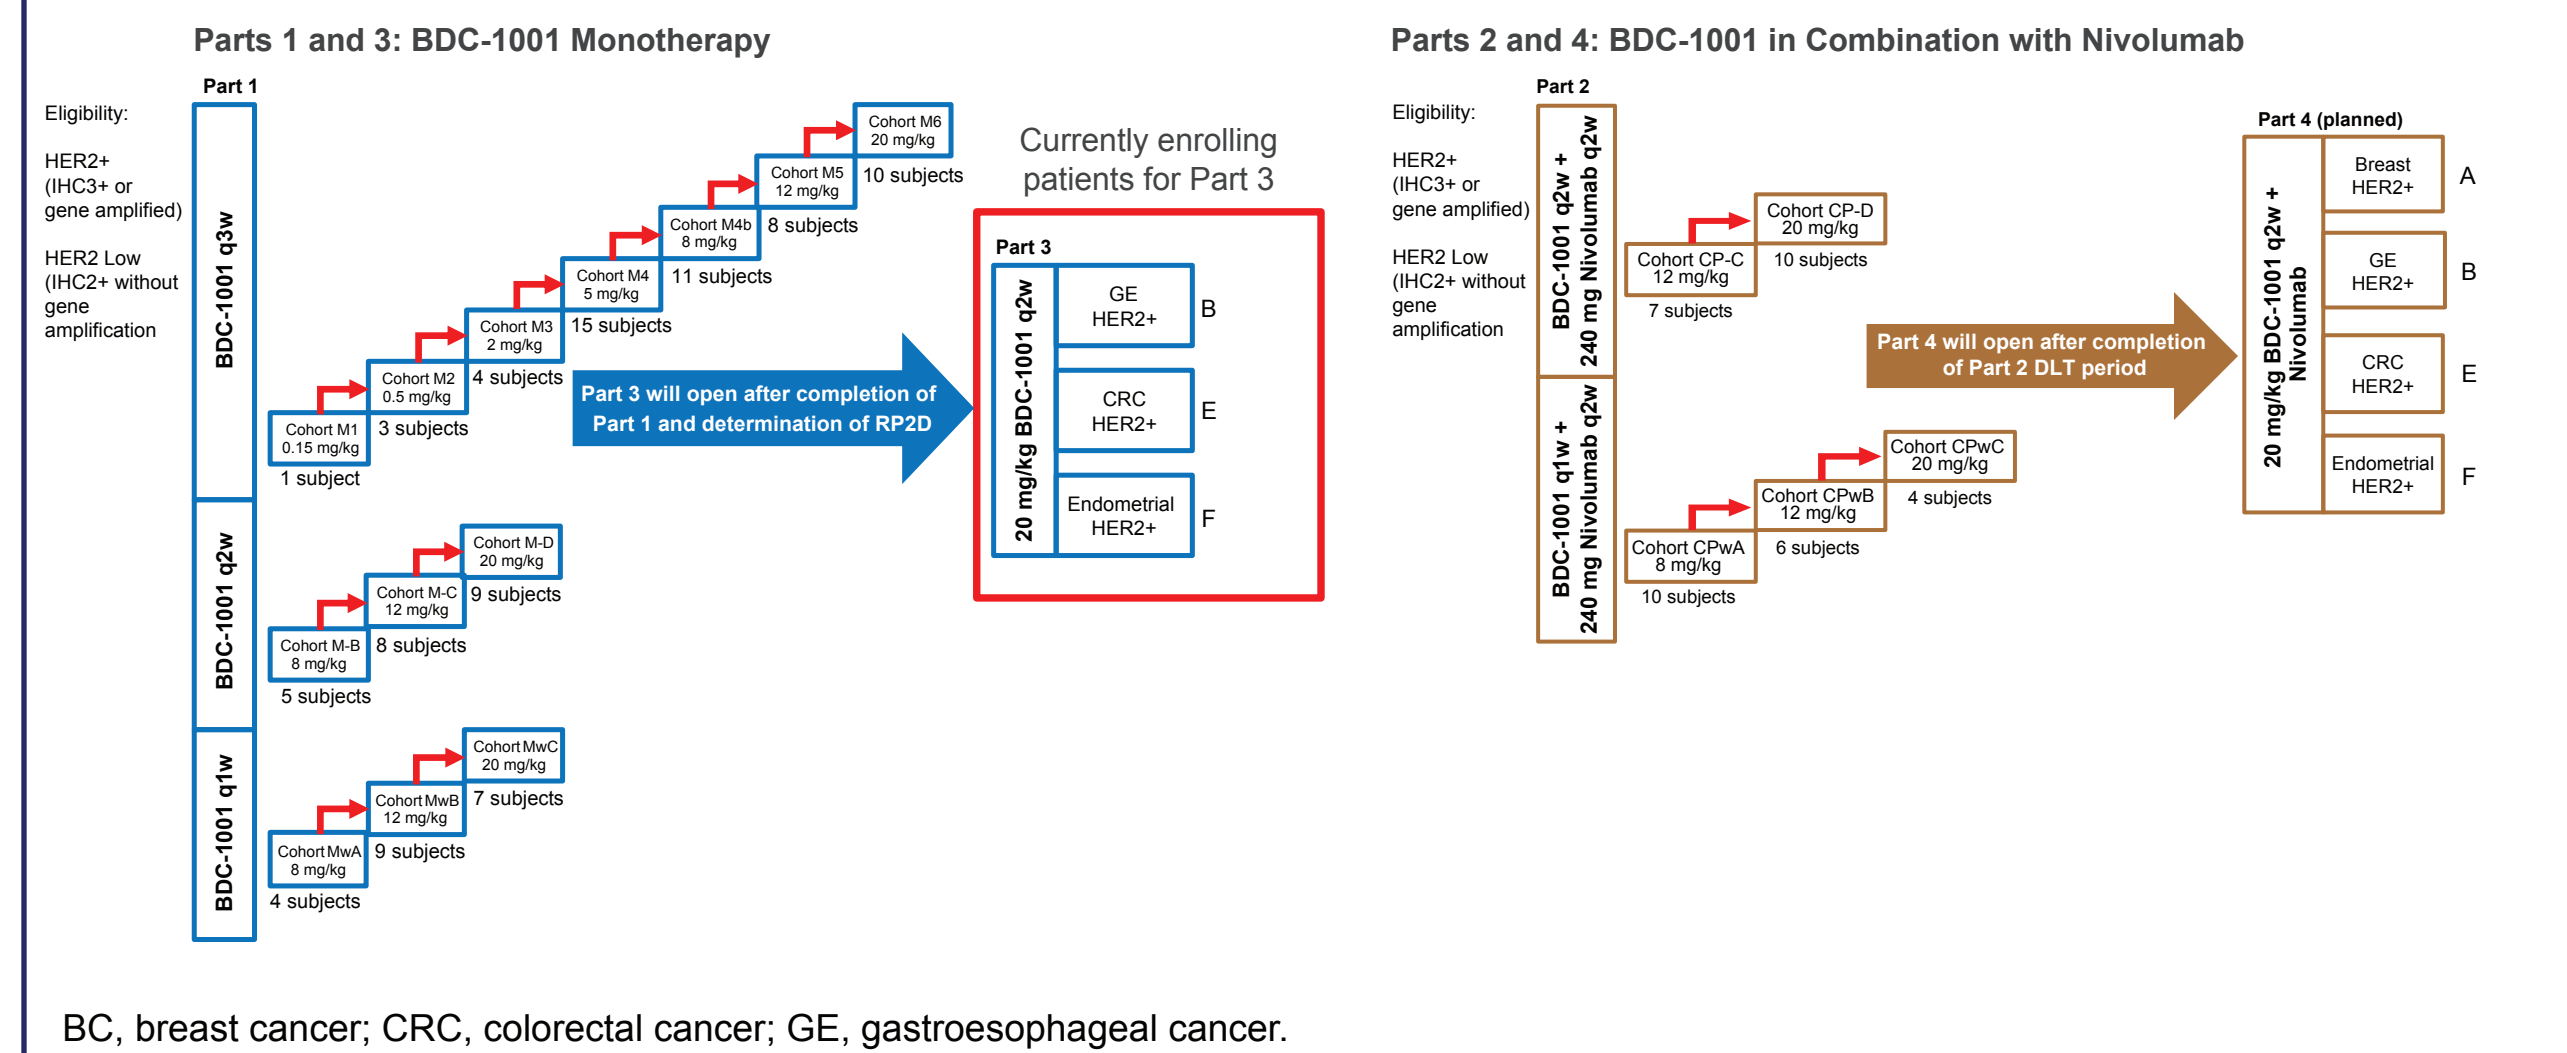 Parts 1 and 3: BDC-1001 Monotherapy
Part 1
Eligibility:
HER2+
(IHC3+ or
gene amplified)
HER2 Low
(IHC2+ without
gene
amplification
BDC-1001 q3w
Cohort M1
0.15 mg/kg
1 subject
Cohort M2
0.5 mg/kg
3 subjects
Cohort M3
2 mg/kg
4 subjects
Cohort M4
5 mg/kg
15 subjects
Cohort M4b
8 mg/kg
11 subjects
Cohort M5
12 mg/kg
8 subjects
Cohort M6
20 mg/kg
10 subjects
BDC-1001 q2w
Cohort M-B
8 mg/kg
5 subjects
Cohort M-C
12 mg/kg
8 subjects
Cohort M-D
20 mg/kg
9 subjects
BDC-1001 q1w
Cohort MwA
8 mg/kg
4 subjects
Cohort MwB
12 mg/kg
9 subjects
Cohort MwC
20 mg/kg
7 subjects
Part 3 will open after completion of
Part 1 and determination of RP2D
Currently enrolling
patients for Part 3
Part 3
20 mg/kg BDC-1001 q2w
GE
HER2+
B
CRC
HER2+
E
Endometrial
HER2+
F
Parts 2 and 4: BDC-1001 in Combination with Nivolumab
Part 2
Eligibility:
HER2+
(IHC3+ or
gene amplified)
HER2 Low
(IHC2+ without
gene
amplification
BDC-1001 q2w +
240 mg Nivolumab q2w
Cohort CP-C
12 mg/kg
7 subjects
Cohort CP-D
20 mg/kg
10 subjects
BDC-1001 q1w +
240 mg Nivolumab q2w
Cohort CPwA
8 mg/kg
10 subjects
Cohort CPwB
12 mg/kg
6 subjects
Cohort CPwC
20 mg/kg
4 subjects
Part 4 will open after completion
of Part 2 DLT period
Part 4 (planned)
20 mg/kg BDC-1001 q2w +
Nivolumab
Breast
HER2+
A
GE
HER2+
B
CRC
HER2+
E
Endometrial
HER2+
F
BC, breast cancer; CRC, colorectal cancer; GE, gastroesophageal cancer.